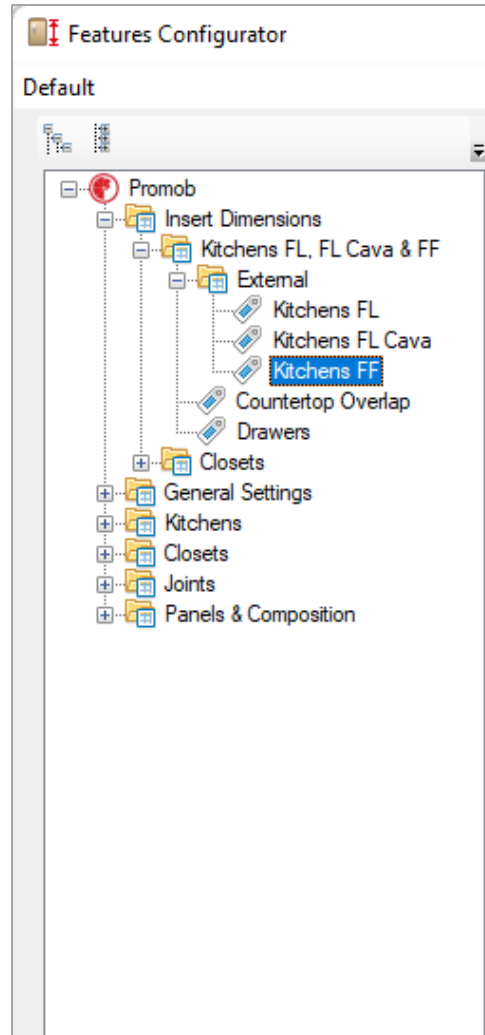 Features Configurator
Default
Promob
Insert Dimensions
Kitchens FL, FL Cava & FF
External
Kitchens FL
Kitchens FL Cava
Kitchens FF
Countertop Overlap
Drawers
Closets
General Settings
Kitchens
Closets
Joints
Panels & Composition